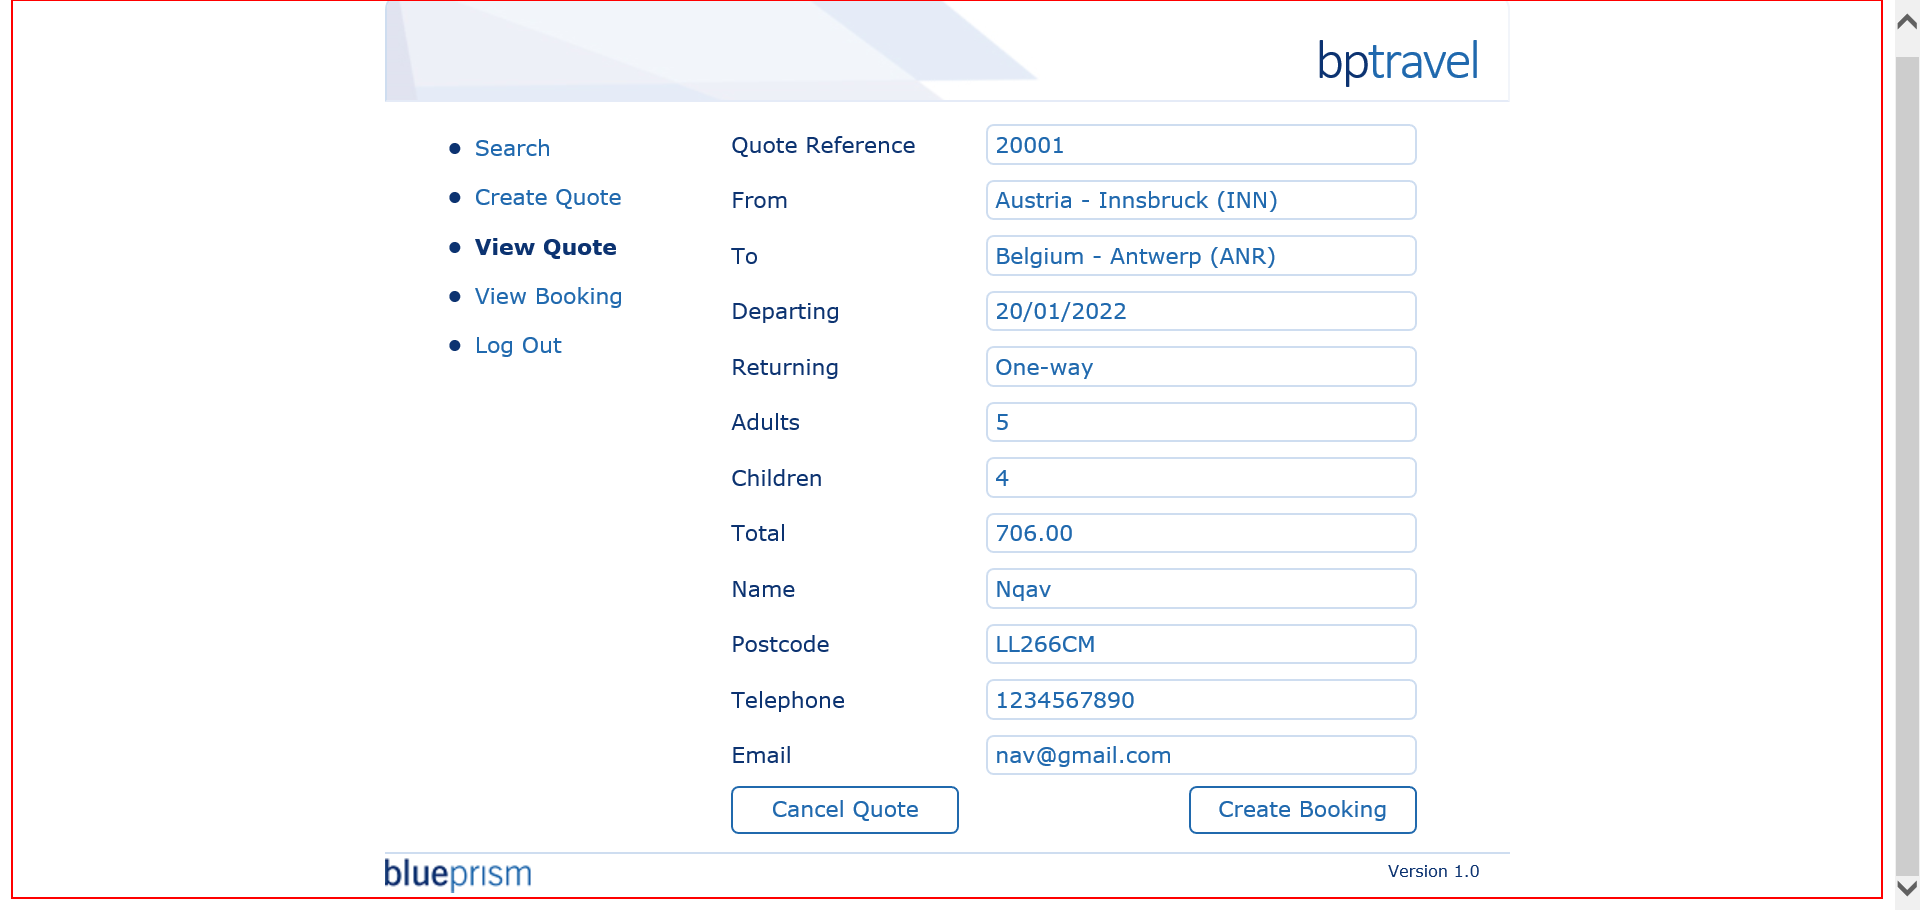 bptravel
Search
Create Quote
View Quote
View Booking
Log Out
Quote Reference 20001
From Austria - Innsbruck (INN)
To Belgium - Antwerp (ANR)
Departing 20/01/2022
Returning One-way
Adults 5
Children 4
Total 706.00
Name Nqav
Postcode LL266CM
Telephone 1234567890
Email nav@gmail.com
Cancel Quote Create Booking
blueprism Version 1.0